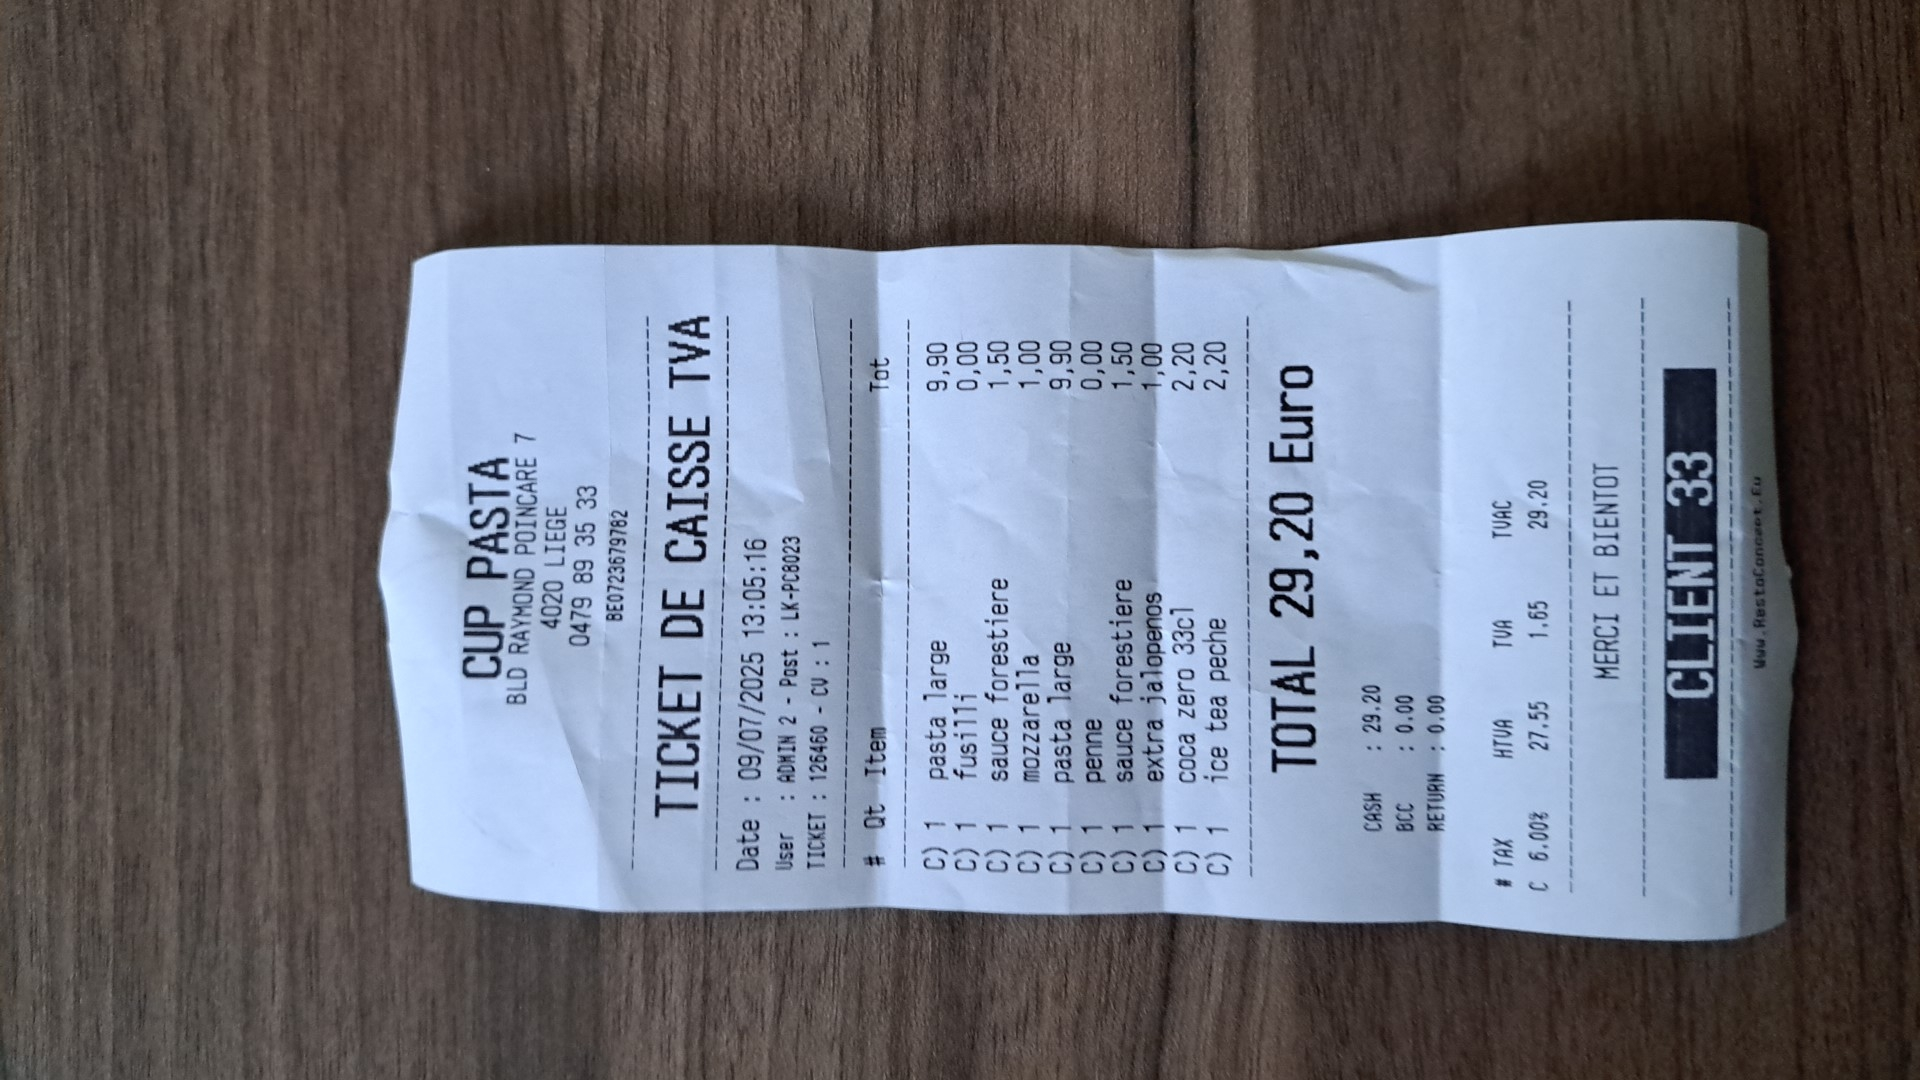 CUP PASTA
BLD RAYMOND POINCARE 7
4020 LIEGE
0479 89 35 33
BE0723679782
TICKET DE CAISSE TVA
Date : 09/07/2025 13:05:16
User : ADMIN 2 - Post : LK-PC8023
TICKET : 126460 - CV : 1
# Qt Item Tot
C) 1 pasta large 9,90
C) 1 fusilli 0,00
C) 1 sauce forestiere 1,50
C) 1 mozzarella 1,00
C) 1 pasta large 9,90
C) 1 penne 0,00
C) 1 sauce forestiere 1,50
C) 1 extra jalopenos 1,00
C) 1 coca zero 33cl 2,20
C) 1 ice tea peche 2,20
TOTAL 29,20 Euro
CASH : 29.20
BCC : 0.00
RETURN : 0.00
# TAX HTVA TVA TVAC
C 6.00% 27.55 1.65 29.20
MERCI ET BIENTOT
CLIENT 33
Www.RestoConcept.Eu